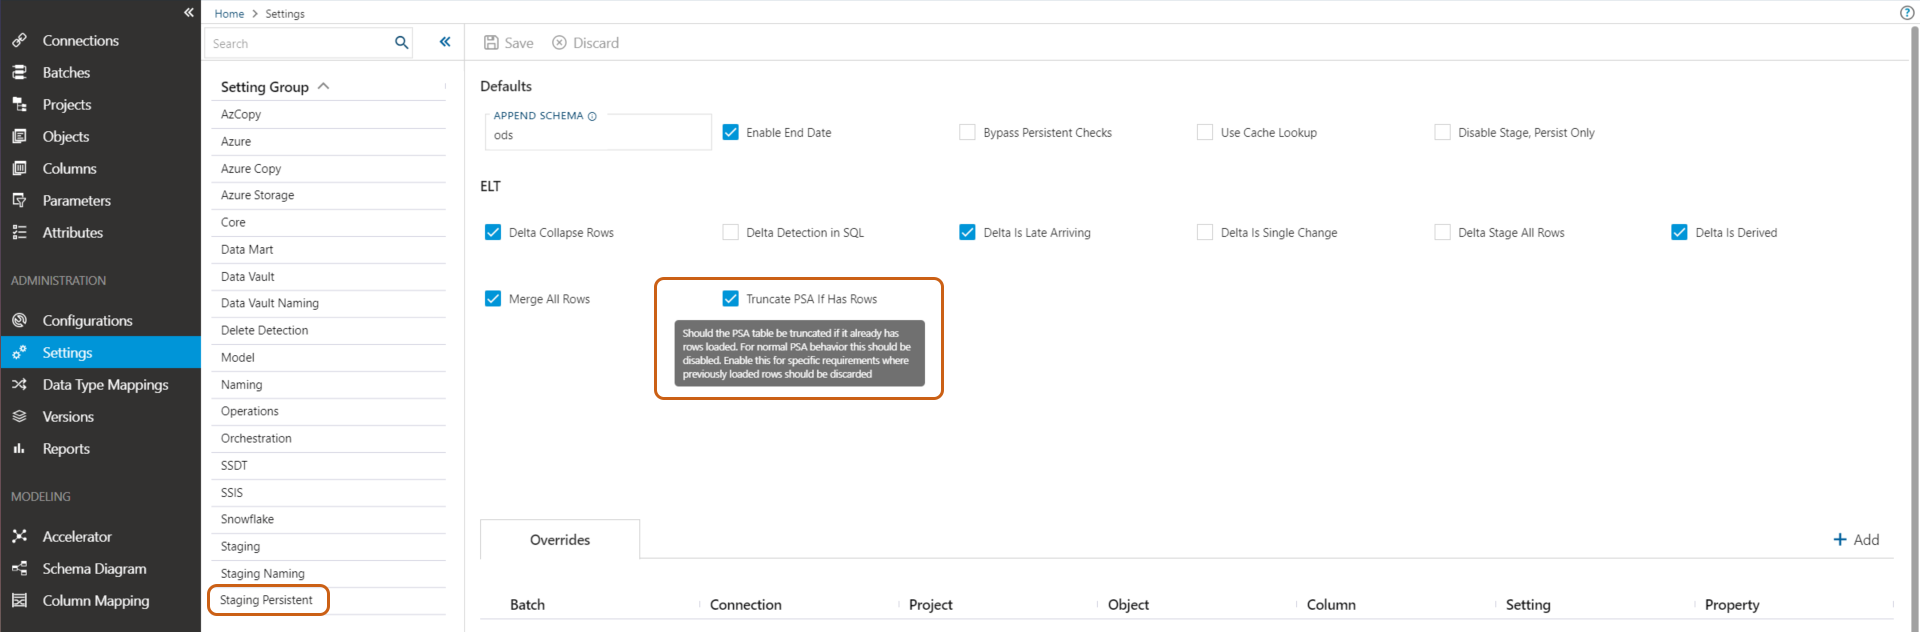 Home > Settings
Connections
Batches
Projects
Objects
Columns
Parameters
Attributes
ADMINISTRATION
Configurations
Settings
Data Type Mappings
Versions
Reports
MODELING
Accelerator
Schema Diagram
Column Mapping
Search
Setting Group
AzCopy
Azure
Azure Copy
Azure Storage
Core
Data Mart
Data Vault
Data Vault Naming
Delete Detection
Model
Naming
Operations
Orchestration
SSDT
SSIS
Snowflake
Staging
Staging Naming
Staging Persistent
Save Discard
Defaults
APPEND SCHEMA
ods
Enable End Date
Bypass Persistent Checks
Use Cache Lookup
Disable Stage, Persist Only
ELT
Delta Collapse Rows
Delta Detection in SQL
Delta Is Late Arriving
Delta Is Single Change
Delta Stage All Rows
Delta Is Derived
Merge All Rows
Truncate PSA If Has Rows
Should the PSA table be truncated if it already has
rows loaded. For normal PSA behavior this should be
disabled. Enable this for specific requirements where
previously loaded rows should be discarded
Overrides
+ Add
Batch Connection Project Object Column Setting Property